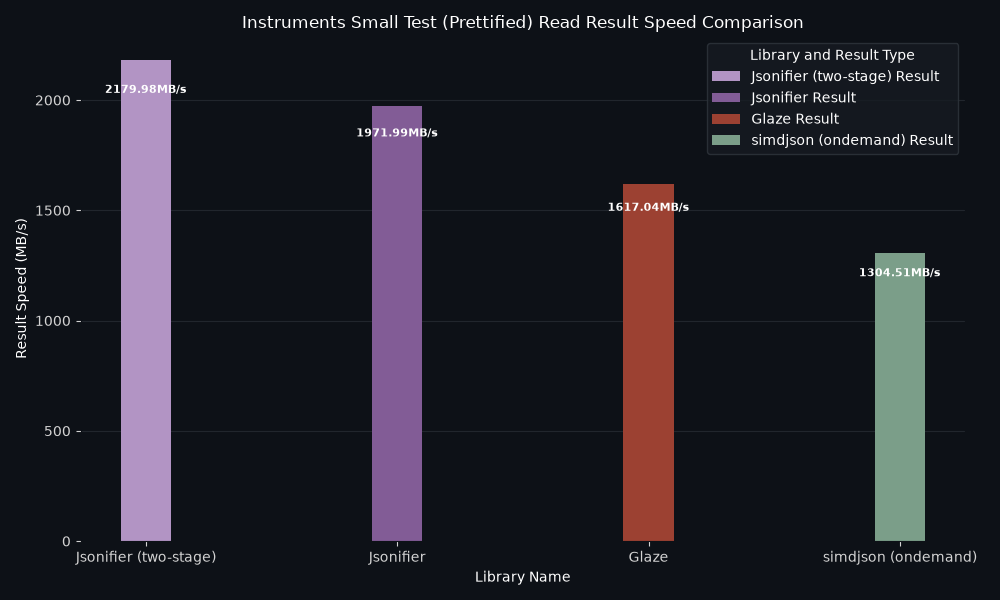 Instruments Small Test (Prettified) Read Result Speed Comparison
Library and Result Type
Jsonifier (two-stage) Result
Jsonifier Result
Glaze Result
simdjson (ondemand) Result
2179.98MB/s
1971.99MB/s
1617.04MB/s
1304.51MB/s
Result Speed (MB/s)
2000
1500
1000
500
0
Jsonifier (two-stage)
Jsonifier
Glaze
simdjson (ondemand)
Library Name